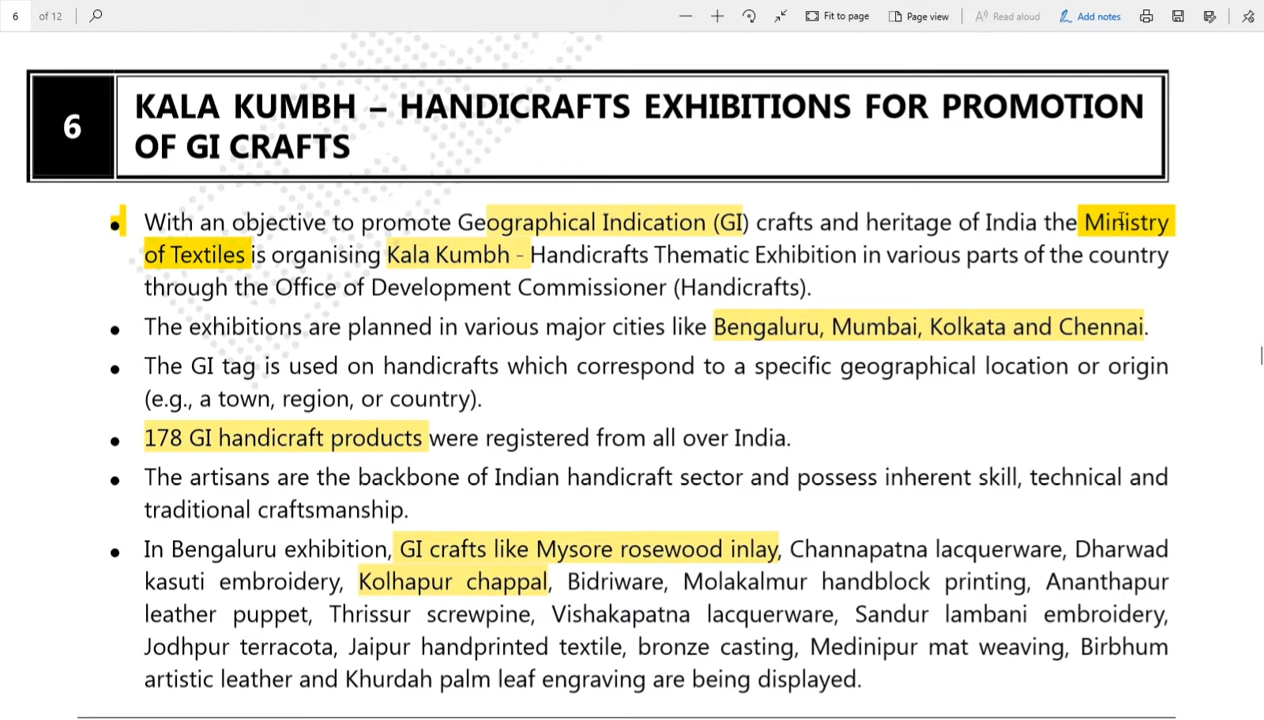 6 of 12 Fit to page Page view Read aloud Add notes
6
KALA KUMBH – HANDICRAFTS EXHIBITIONS FOR PROMOTION
OF GI CRAFTS
• With an objective to promote Geographical Indication (GI) crafts and heritage of India the Ministry
of Textiles is organising Kala Kumbh - Handicrafts Thematic Exhibition in various parts of the country
through the Office of Development Commissioner (Handicrafts).
• The exhibitions are planned in various major cities like Bengaluru, Mumbai, Kolkata and Chennai.
• The GI tag is used on handicrafts which correspond to a specific geographical location or origin
(e.g., a town, region, or country).
• 178 GI handicraft products were registered from all over India.
• The artisans are the backbone of Indian handicraft sector and possess inherent skill, technical and
traditional craftsmanship.
• In Bengaluru exhibition, GI crafts like Mysore rosewood inlay, Channapatna lacquerware, Dharwad
kasuti embroidery, Kolhapur chappal, Bidriware, Molakalmur handblock printing, Ananthapur
leather puppet, Thrissur screwpine, Vishakapatna lacquerware, Sandur lambani embroidery,
Jodhpur terracota, Jaipur handprinted textile, bronze casting, Medinipur mat weaving, Birbhum
artistic leather and Khurdah palm leaf engraving are being displayed.